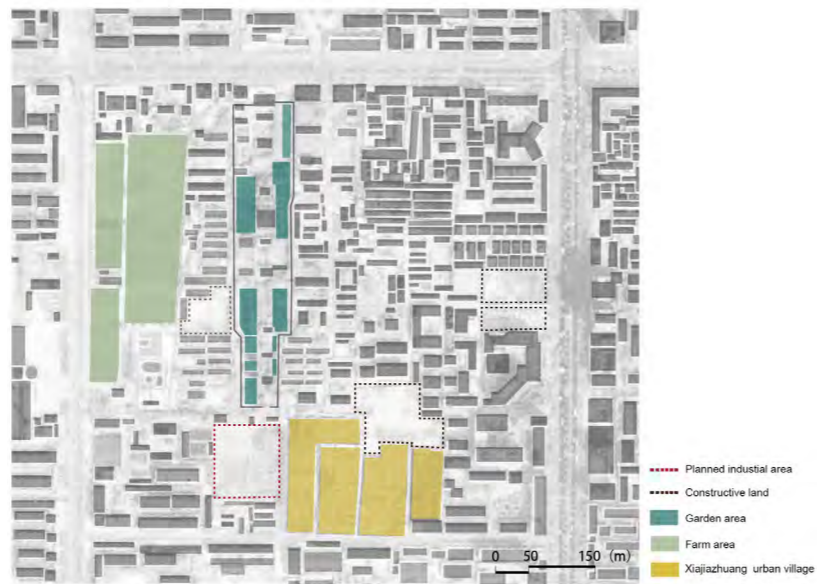 0 50 150 (m)
Planned industial area
Constructive land
Garden area
Farm area
Xiajiazhuang urban village